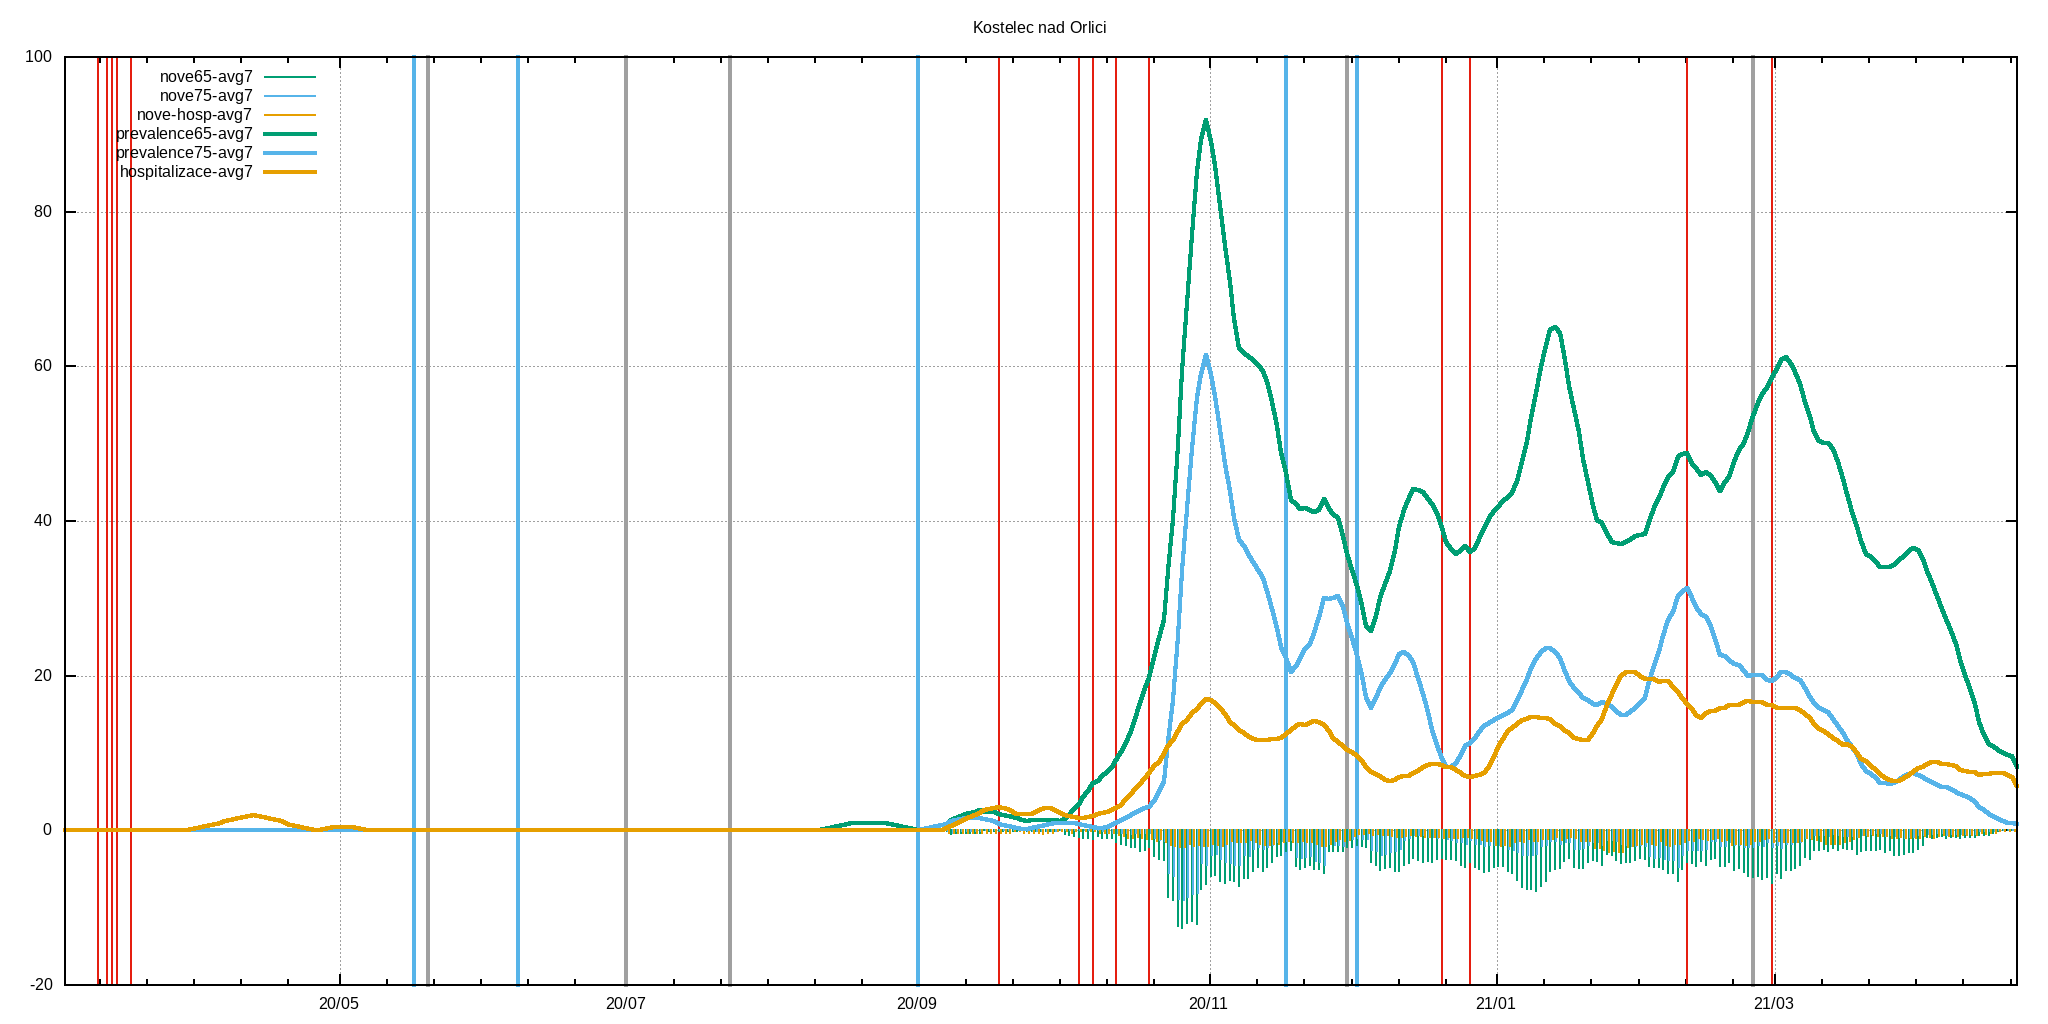 Kostelec nad Orlici
100
80
60
40
20
0
-20
nove65-avg7
nove75-avg7
nove-hosp-avg7
prevalence65-avg7
prevalence75-avg7
hospitalizace-avg7
20/05
20/07
20/09
20/11
21/01
21/03